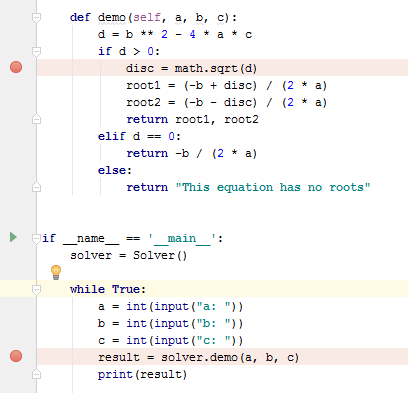 def demo(self, a, b, c):
    d = b ** 2 - 4 * a * c
    if d > 0:
        disc = math.sqrt(d)
        root1 = (-b + disc) / (2 * a)
        root2 = (-b - disc) / (2 * a)
        return root1, root2
    elif d == 0:
        return -b / (2 * a)
    else:
        return "This equation has no roots"
if __name__ == '__main__':
    solver = Solver()
    while True:
        a = int(input("a: "))
        b = int(input("b: "))
        c = int(input("c: "))
        result = solver.demo(a, b, c)
        print(result)